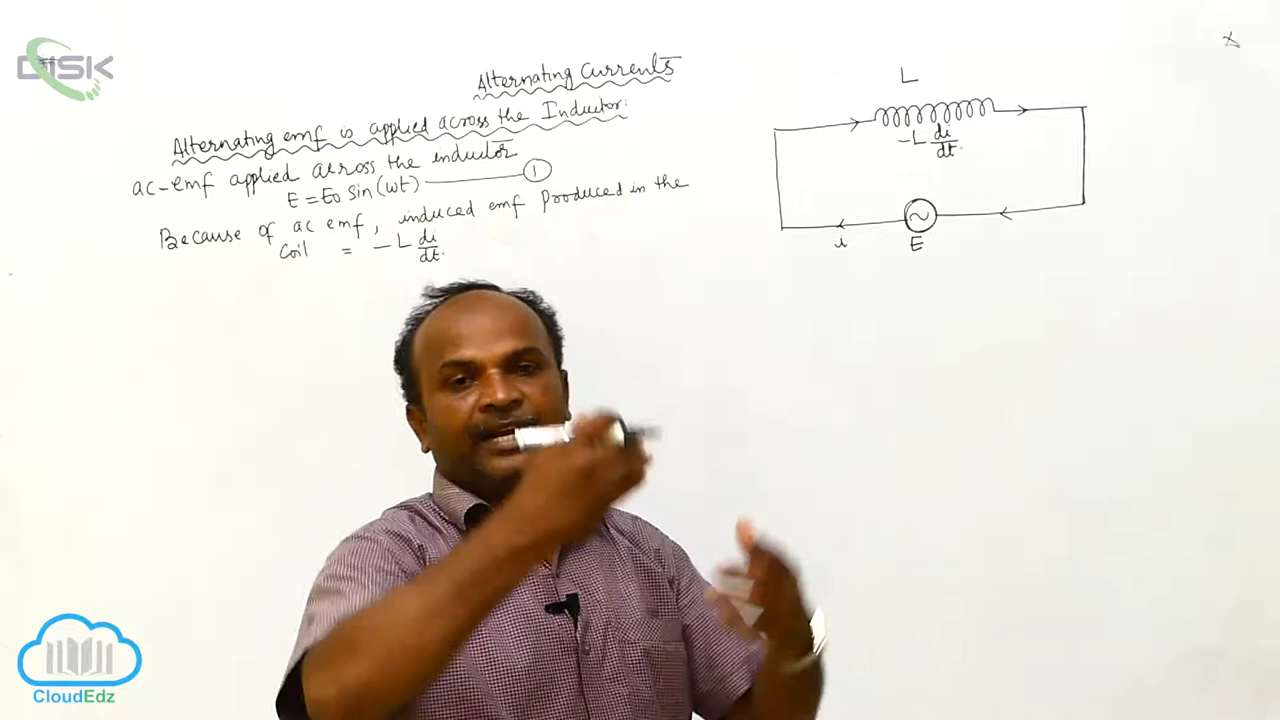 DISK
Alternating Currents
Alternating emf is applied across the Inductor:
ac-emf applied across the inductor
E = E0 sin(ωt) 1
Because of ac emf, induced emf produced in the
coil = -L di/dt.
L
-L di/dt.
i
E
CloudEdz